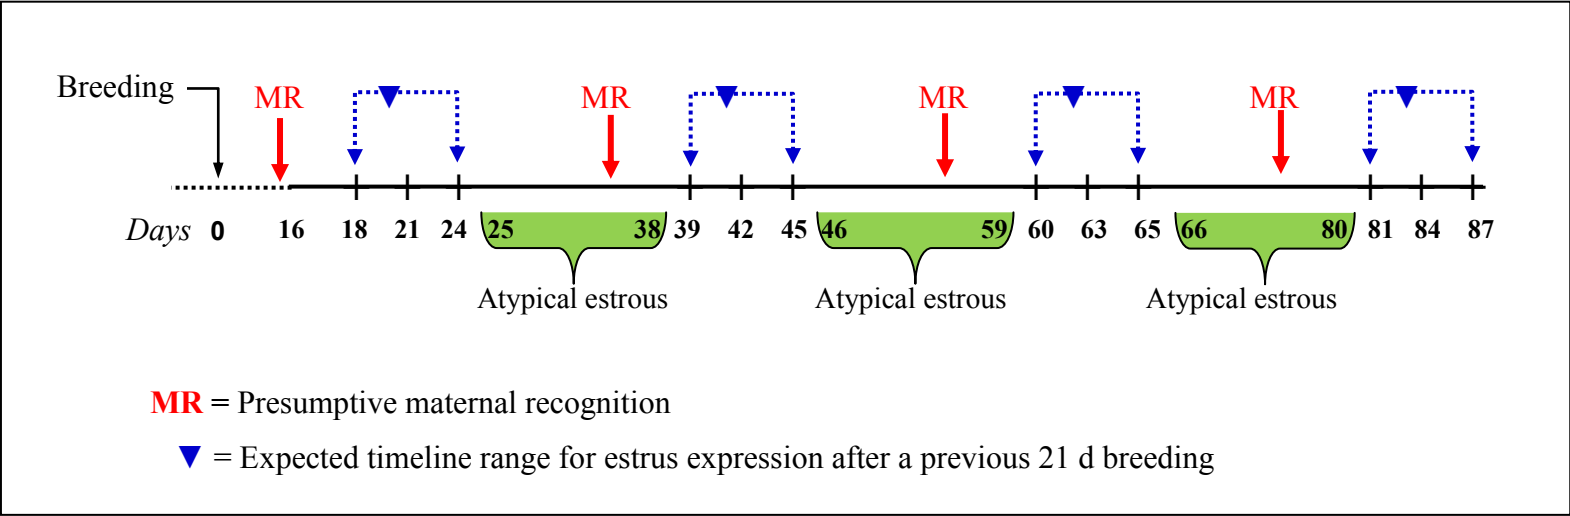 Breeding
MR MR MR MR
Days 0 16 18 21 24 25 38 39 42 45 46 59 60 63 65 66 80 81 84 87
Atypical estrous Atypical estrous Atypical estrous
MR = Presumptive maternal recognition
= Expected timeline range for estrus expression after a previous 21 d breeding